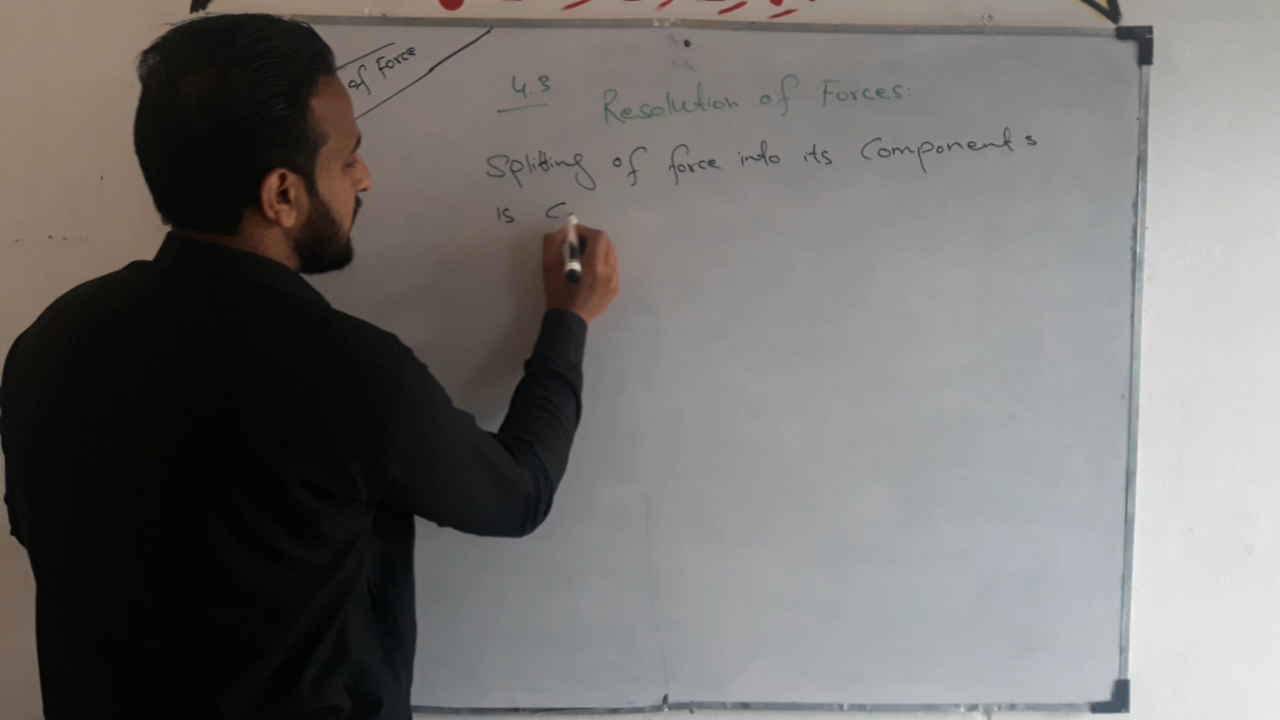 of Force
4.3 Resolution of Forces:
Splitting of force into its Components
is C